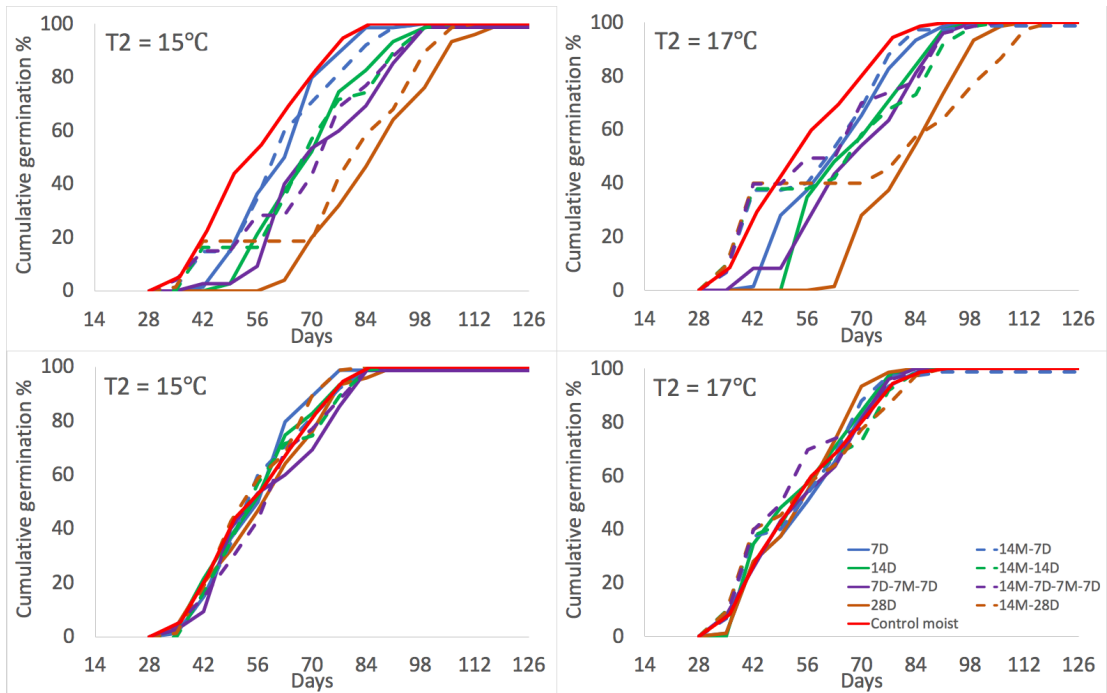 T2 = 15°C
Cumulative germination %
100
80
60
40
20
0
14 28 42 56 70 84 98 112 126
Days
T2 = 17°C
Cumulative germination %
100
80
60
40
20
0
14 28 42 56 70 84 98 112 126
Days
T2 = 15°C
Cumulative germination %
100
80
60
40
20
0
14 28 42 56 70 84 98 112 126
Days
T2 = 17°C
Cumulative germination %
100
80
60
40
20
0
14 28 42 56 70 84 98 112 126
Days
7D 14M-7D
14D 14M-14D
7D-7M-7D 14M-7D-7M-7D
28D 14M-28D
Control moist